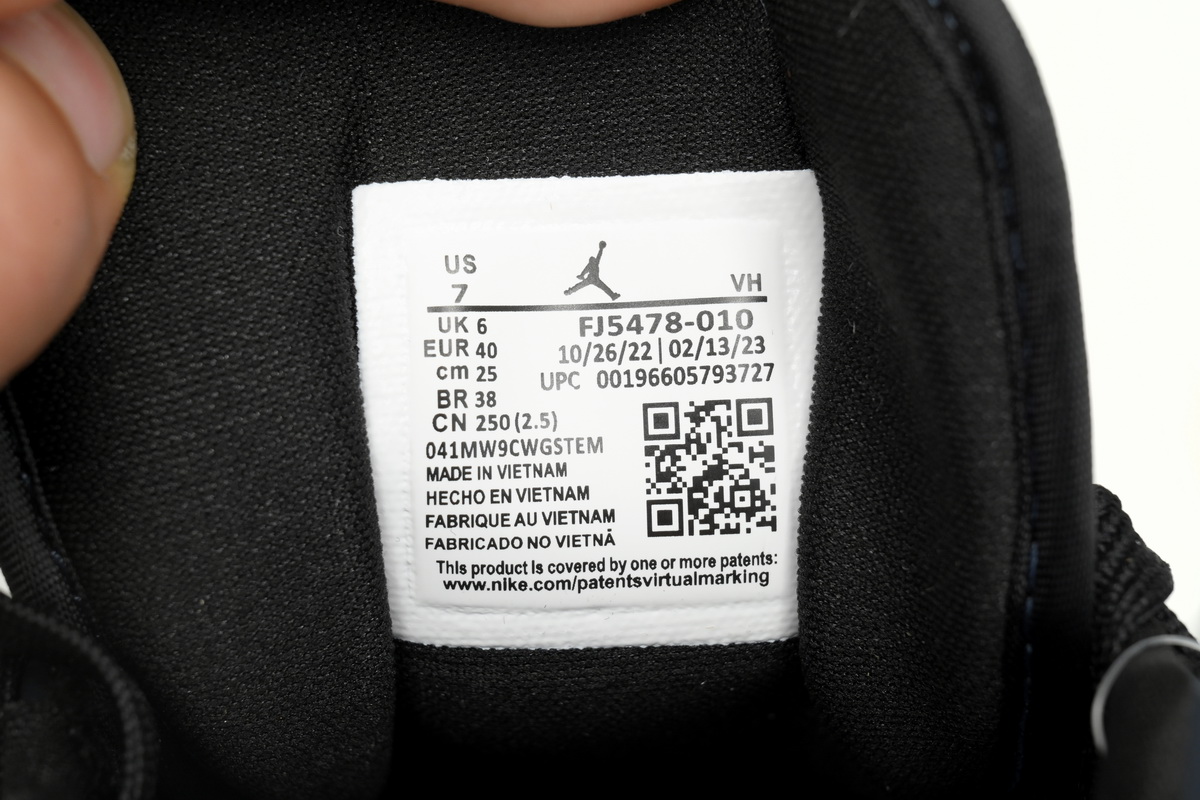 US
7
VH
UK 6
EUR 40
cm 25
BR 38
CN 250 (2.5)
FJ5478-010
10/26/22 | 02/13/23
UPC 00196605793727
041MW9CWGSTEM
MADE IN VIETNAM
HECHO EN VIETNAM
FABRIQUE AU VIETNAM
FABRICADO NO VIETNÃ
This product is covered by one or more patents:
www.nike.com/patentsvirtualmarking